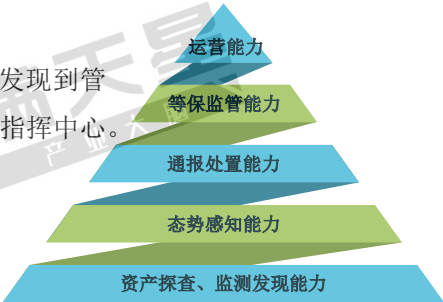 运营能力
发现到管
等保监管能力
指挥中心。
通报处置能力
态势感知能力
资产探查、监测发现能力